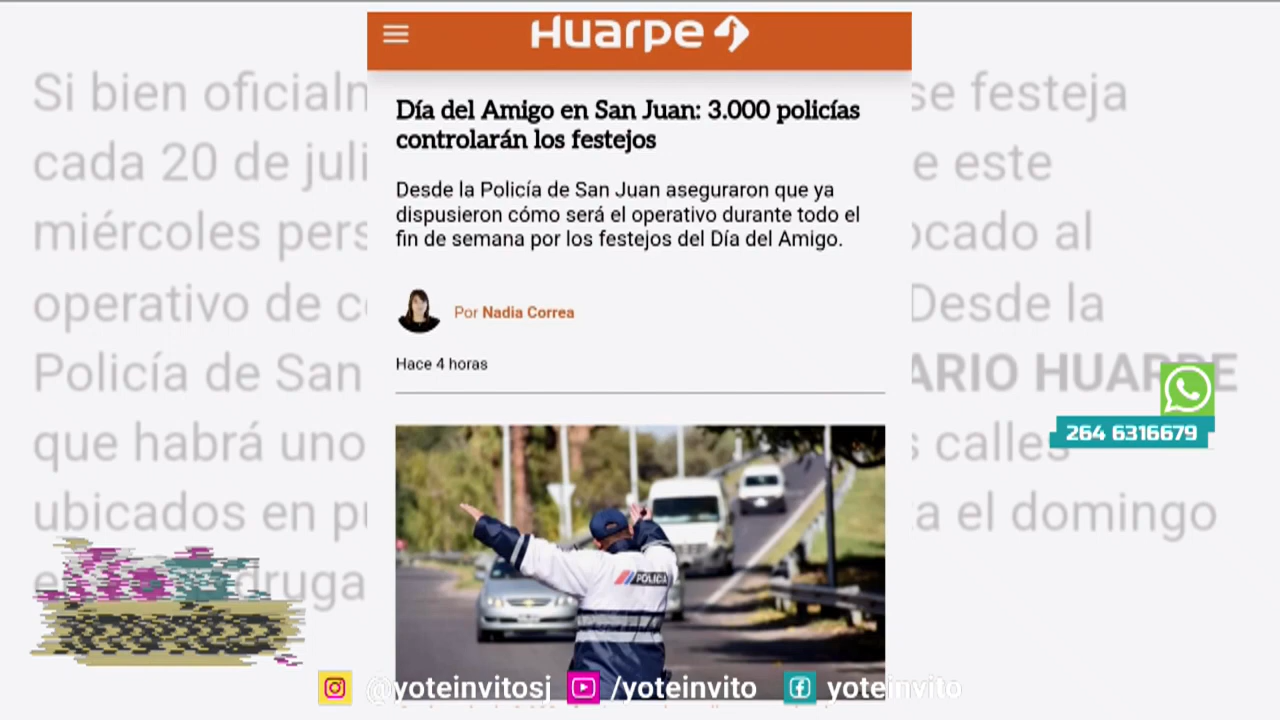 Huarpe
Día del Amigo en San Juan: 3.000 policías
controlarán los festejos
Desde la Policía de San Juan aseguraron que ya
dispusieron cómo será el operativo durante todo el
fin de semana por los festejos del Día del Amigo.
Por Nadia Correa
Hace 4 horas
POLICIA
Si bien oficialm
se festeja
cada 20 de juli
e este
miércoles pers
ocado al
operativo de c
Desde la
Policía de San
ARIO HUARPE
que habrá uno
s calles
ubicados en p
ta el domingo
druga
264 6316679
@yoteinvitosj
/yoteinvito
yoteinvito